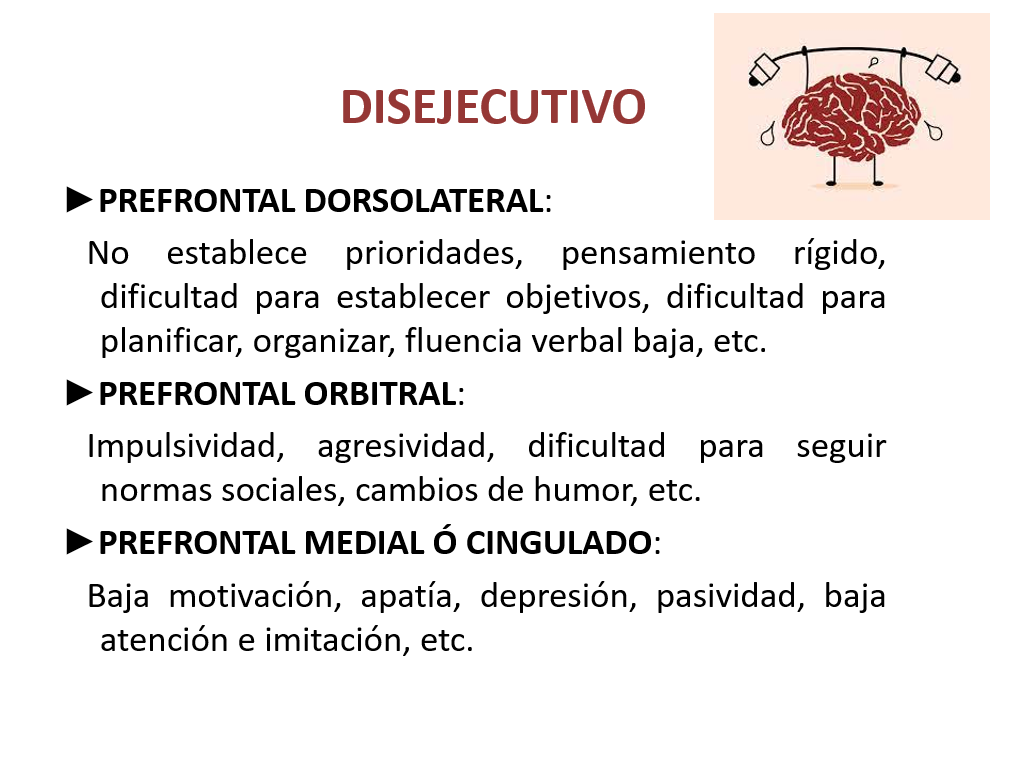 DISEJECUTIVO
►PREFRONTAL DORSOLATERAL:
No establece prioridades, pensamiento rígido,
dificultad para establecer objetivos, dificultad para
planificar, organizar, fluencia verbal baja, etc.
►PREFRONTAL ORBITRAL:
Impulsividad, agresividad, dificultad para seguir
normas sociales, cambios de humor, etc.
►PREFRONTAL MEDIAL Ó CINGULADO:
Baja motivación, apatía, depresión, pasividad, baja
atención e imitación, etc.